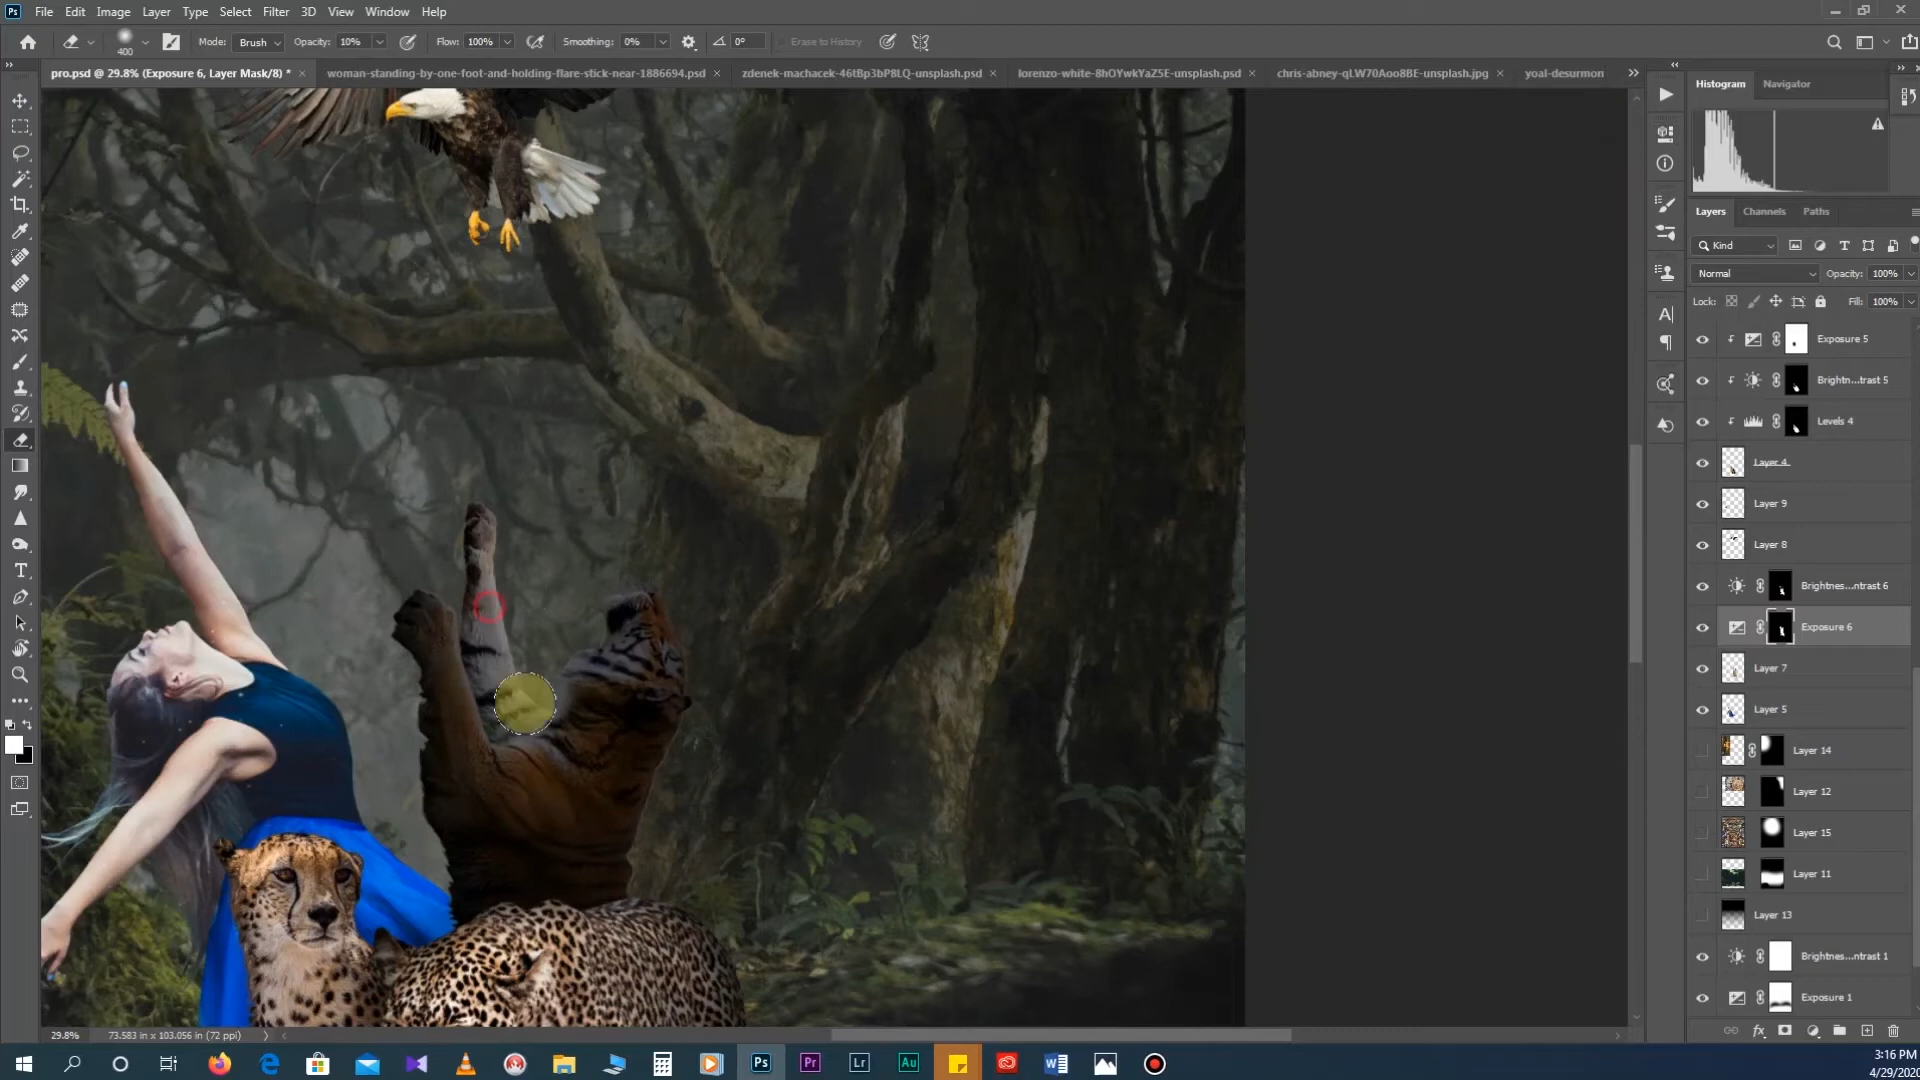 Ps File Edit Image Layer Type Select Filter 3D View Window Help
400 Mode: Brush Opacity: 10% Flow: 100% Smoothing: 0% 0° Erase to History
pro.psd @ 29.8% (Exposure 6, Layer Mask/8) * × woman-standing-by-one-foot-and-holding-flare-stick-near-1886694.psd × zdenek-machacek-46tBp3bP8LQ-unsplash.psd × lorenzo-white-8hOYwkYaZ5E-unsplash.psd × chris-abney-qLW70Aoo8BE-unsplash.jpg × yoal-desurmon
Histogram Navigator
Layers Channels Paths
Kind
Normal Opacity: 100%
Lock: Fill: 100%
Exposure 5
Brightn...trast 5
Levels 4
Layer 4
Layer 9
Layer 8
Brightnes...ntrast 6
Exposure 6
Layer 7
Layer 5
Layer 14
Layer 12
Layer 15
Layer 11
Layer 13
Brightnes...ntrast 1
Exposure 1
29.8% 73.583 in x 103.056 in (72 ppi)
Ps Pr Lr Au
3:16 PM
4/29/2020